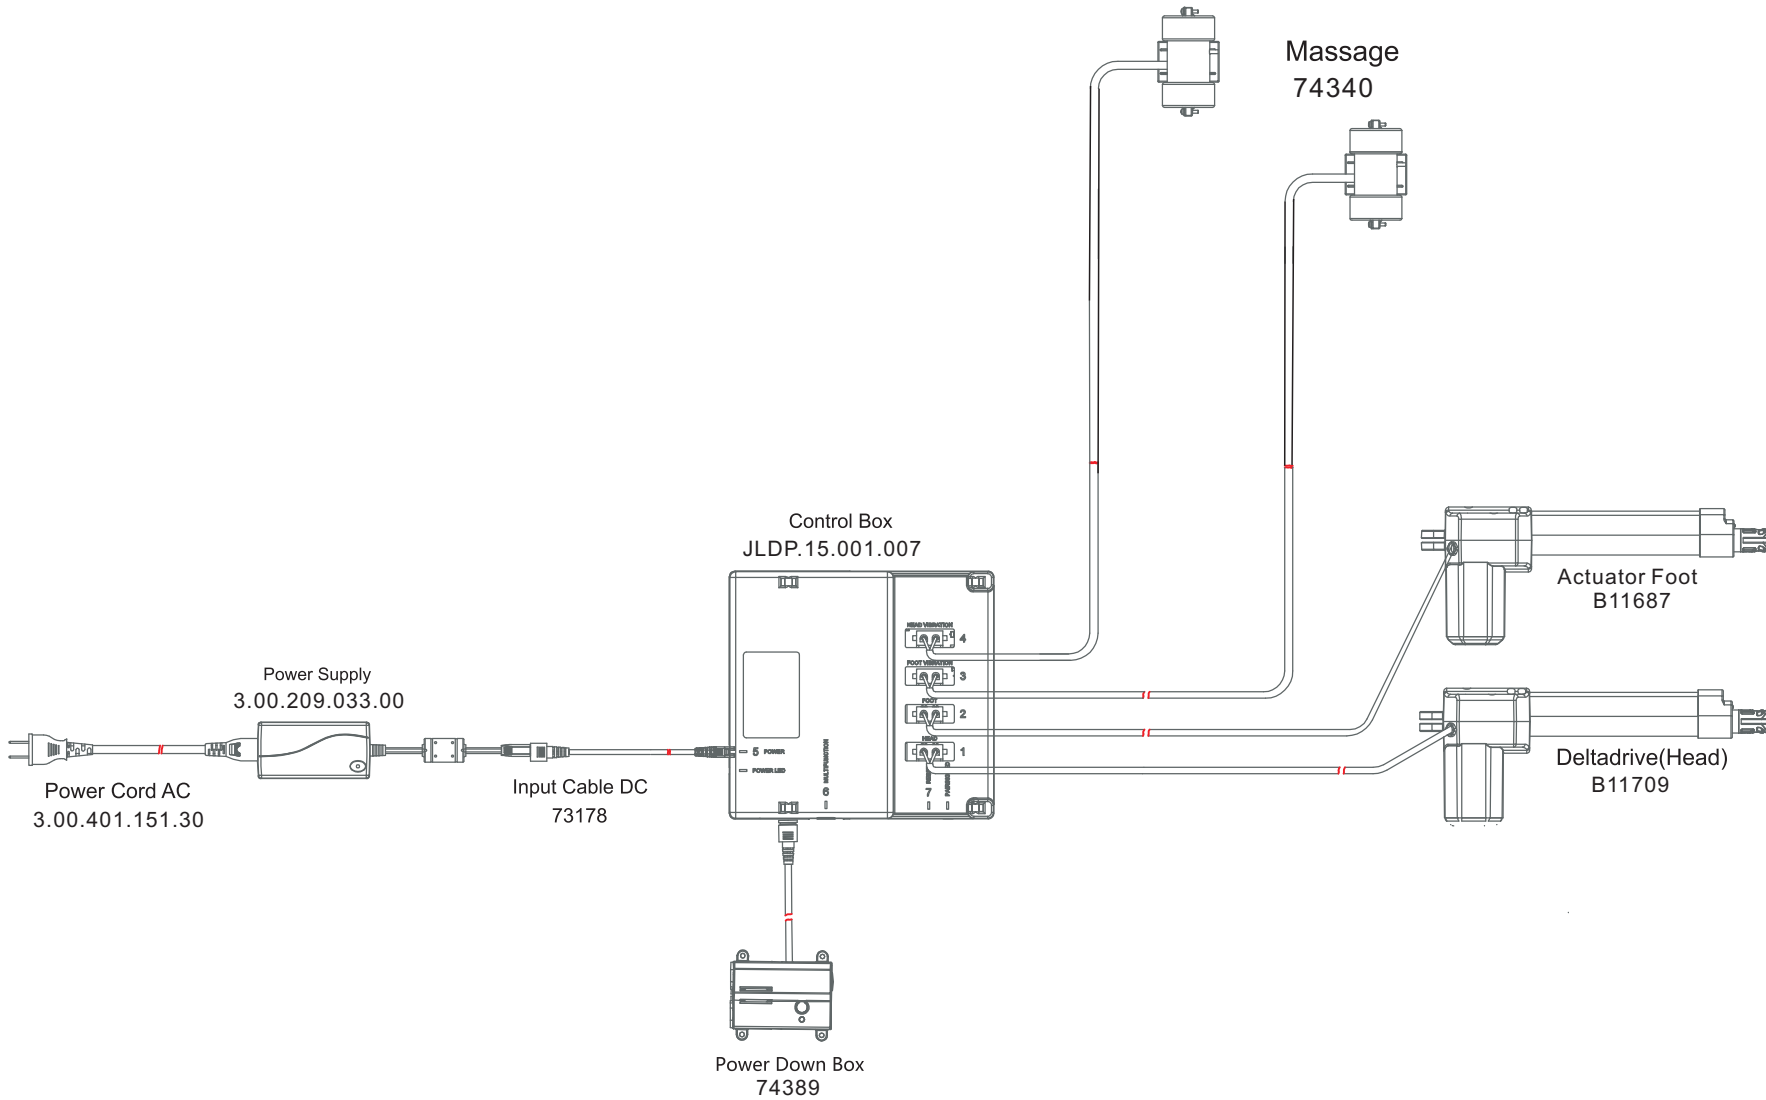 Massage
74340
Control Box
JLDP.15.001.007
HEAD VIBRATION
4
FOOT VIBRATION
3
FOOT
2
HEAD
1
5 POWER
POWER LED
MULTIFUNCTION
6
7
PAIRING
Actuator Foot
B11687
Deltadrive(Head)
B11709
Power Supply
3.00.209.033.00
Power Cord AC
3.00.401.151.30
Input Cable DC
73178
Power Down Box
74389